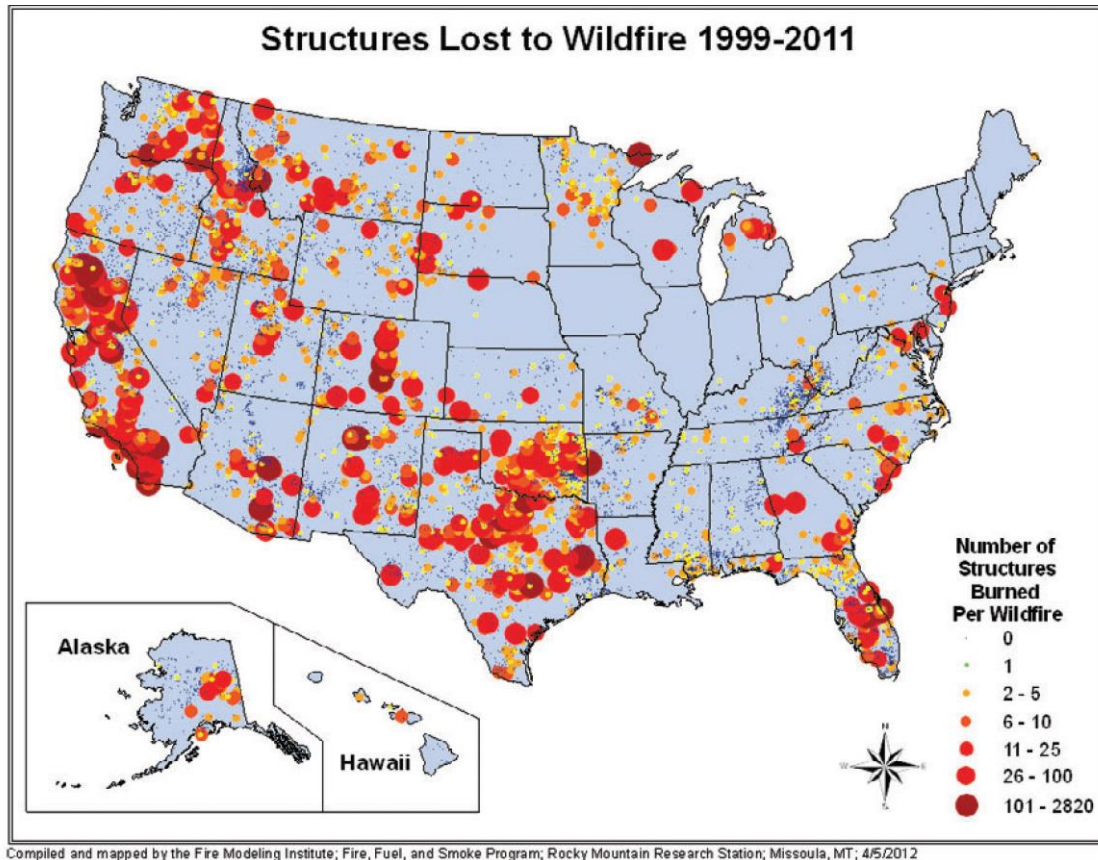 Structures Lost to Wildfire 1999-2011
Alaska
Hawaii
Number of
Structures
Burned
Per Wildfire
0
1
2 - 5
6 - 10
11 - 25
26 - 100
101 - 2820
N
W
E
S
Compiled and mapped by the Fire Modeling Institute; Fire, Fuel, and Smoke Program; Rocky Mountain Research Station; Missoula, MT; 4/5/2012